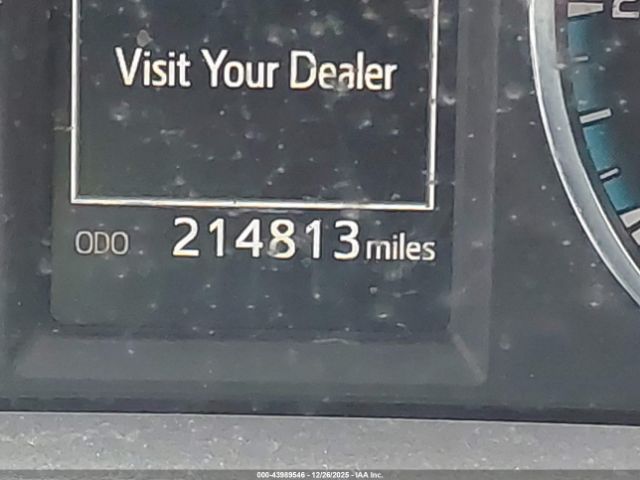 Visit Your Dealer
ODO 214813 miles
000-43989546 - 12/26/2025 - IAA Inc.